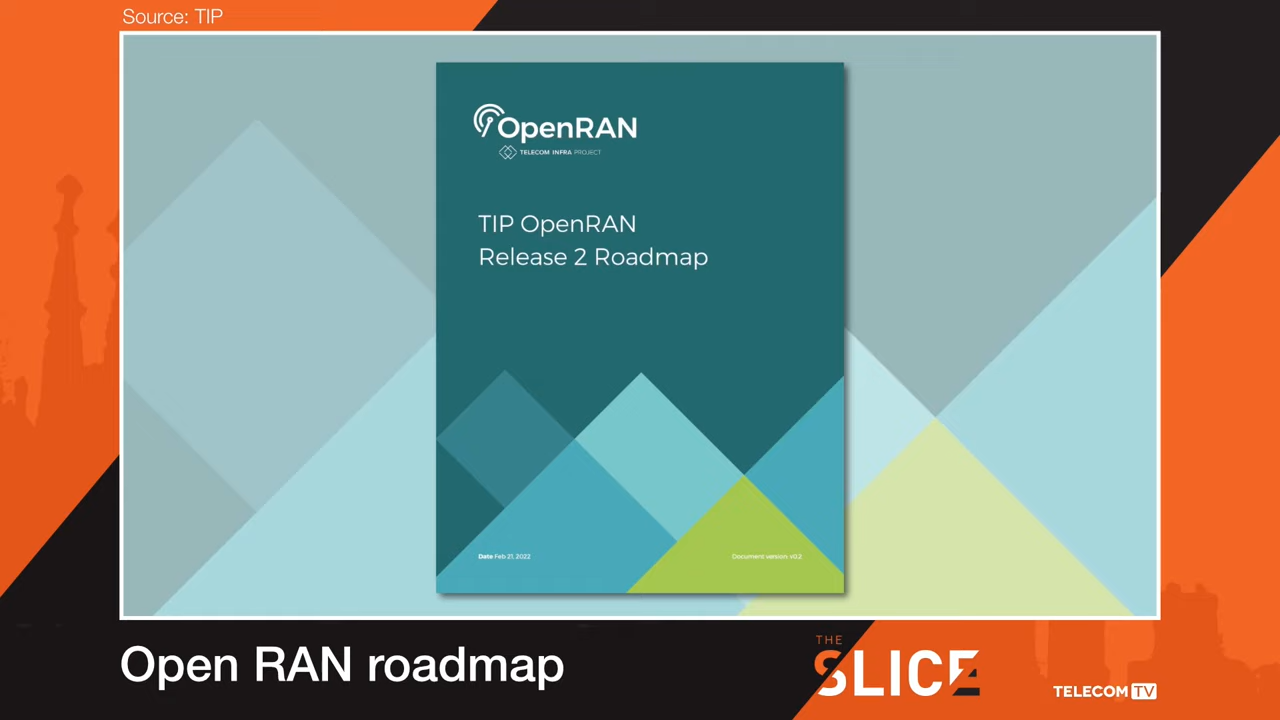 Source: TIP
OpenRAN
TELECOM INFRA PROJECT
TIP OpenRAN
Release 2 Roadmap
Date Feb 21, 2022
Document version: v0.2
Open RAN roadmap
THE
SLICE
TELECOM TV